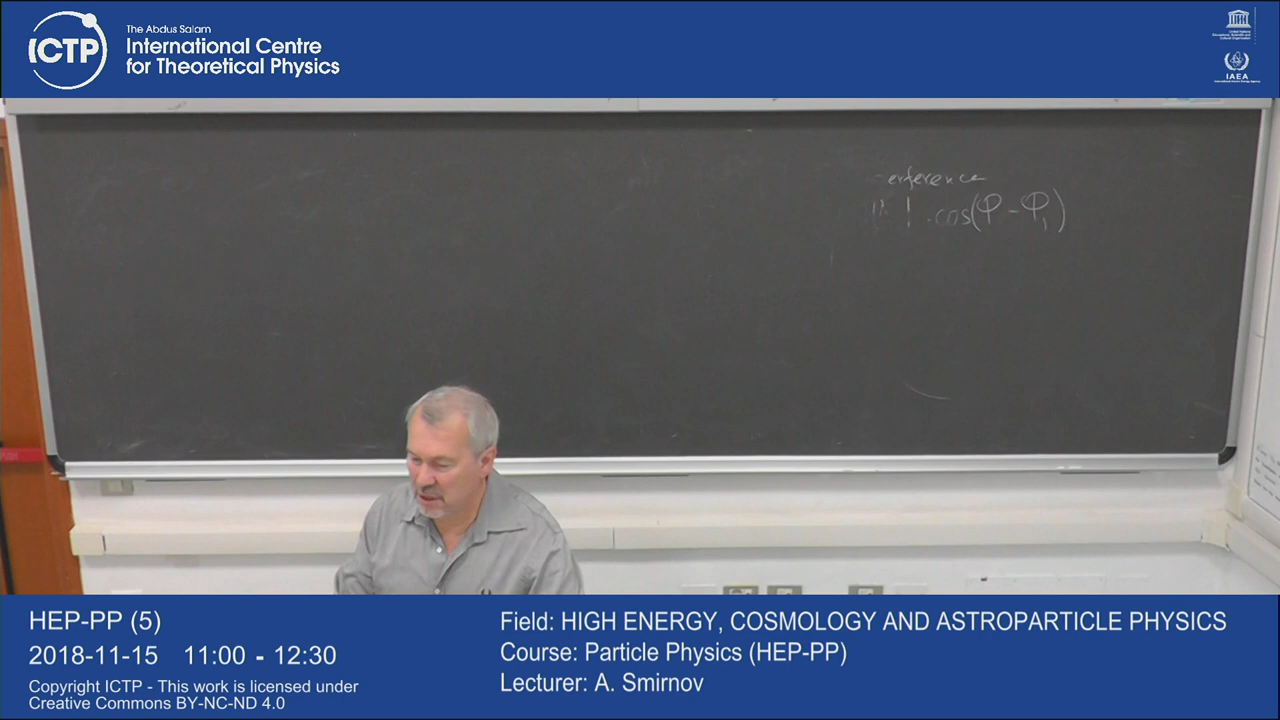 ICTP
The Abdus Salam
International Centre
for Theoretical Physics
IAEA
erference
! .cos(φ - φ₁)
HEP-PP (5)
2018-11-15 11:00 - 12:30
Copyright ICTP - This work is licensed under
Creative Commons BY-NC-ND 4.0
Field: HIGH ENERGY, COSMOLOGY AND ASTROPARTICLE PHYSICS
Course: Particle Physics (HEP-PP)
Lecturer: A. Smirnov